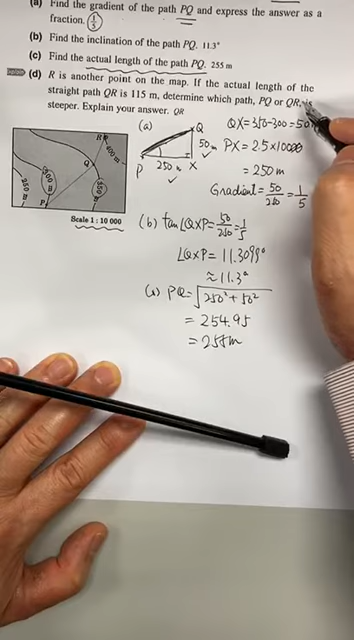 (a) Find the gradient of the path PQ and express the answer as a
fraction. 1/5
(b) Find the inclination of the path PQ. 11.3°
(c) Find the actual length of the path PQ. 255 m
(d) R is another point on the map. If the actual length of the
straight path QR is 115 m, determine which path, PQ or QR, is
steeper. Explain your answer. QR
(a)
Q
50m
P 250 m X
QX = 350-300 = 50
PX = 2.5×10000
= 250 m
Gradient = 50/250 = 1/5
R
400 m
Q
350 m
300 m
250 m
P
Scale 1 : 10 000
(b) tan∠QXP = 50/250 = 1/5
∠QXP = 11.3099°
≈ 11.3°
PQ = √250²+50²
= 254.95
= 255m